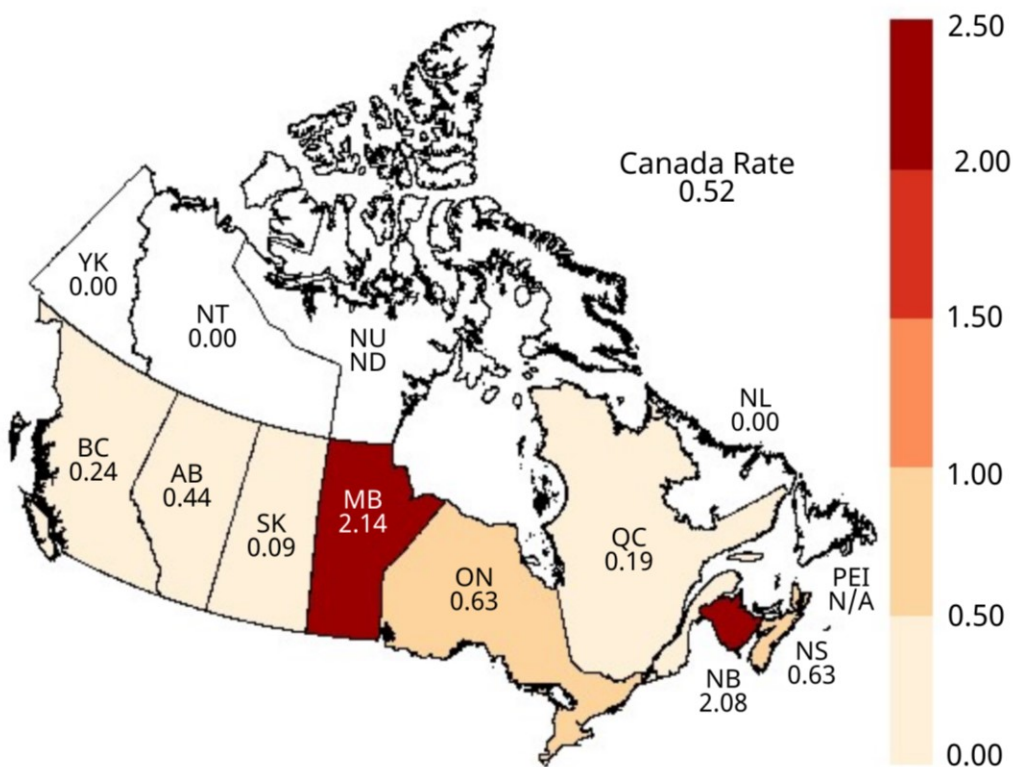 Canada Rate
0.52
YK
0.00
NT
0.00
NU
ND
NL
0.00
BC
0.24
AB
0.44
SK
0.09
MB
2.14
ON
0.63
QC
0.19
PEI
N/A
NS
0.63
NB
2.08
2.50
2.00
1.50
1.00
0.50
0.00